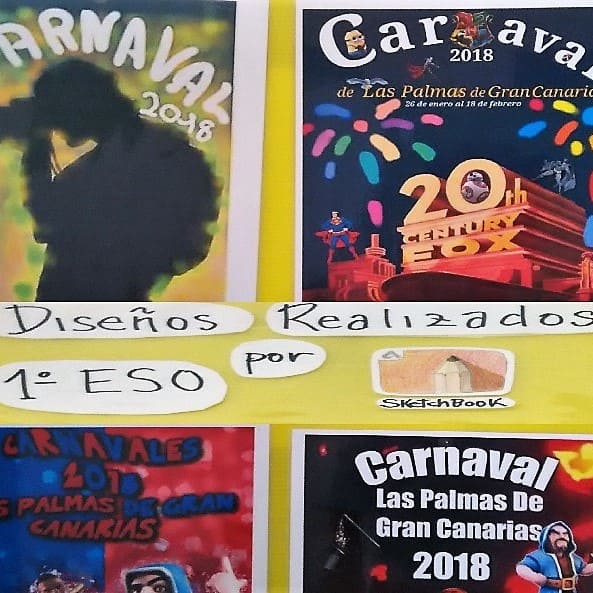 CARNAVAL
2018
Carnaval
2018
de Las Palmas de Gran Canaria
26 de enero al 18 de febrero
20th
CENTURY
FOX
Diseños Realizados
por
1º ESO
SKetchBooK
CARNAVALES
2018
S PALMAS DE GRAN
CANARIAS
Carnaval
Las Palmas De
Gran Canarias
2018